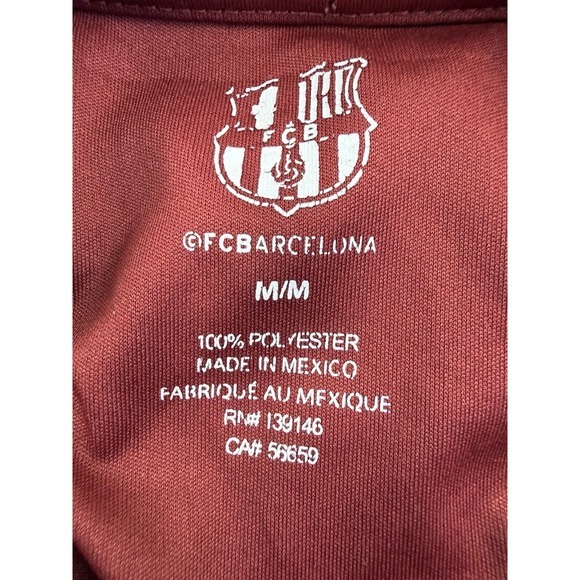 FCB
©FCBARCELONA
M/M
100% POLYESTER
MADE IN MEXICO
FABRIQUÉ AU MEXIQUE
RN# 139146
CA# 56659